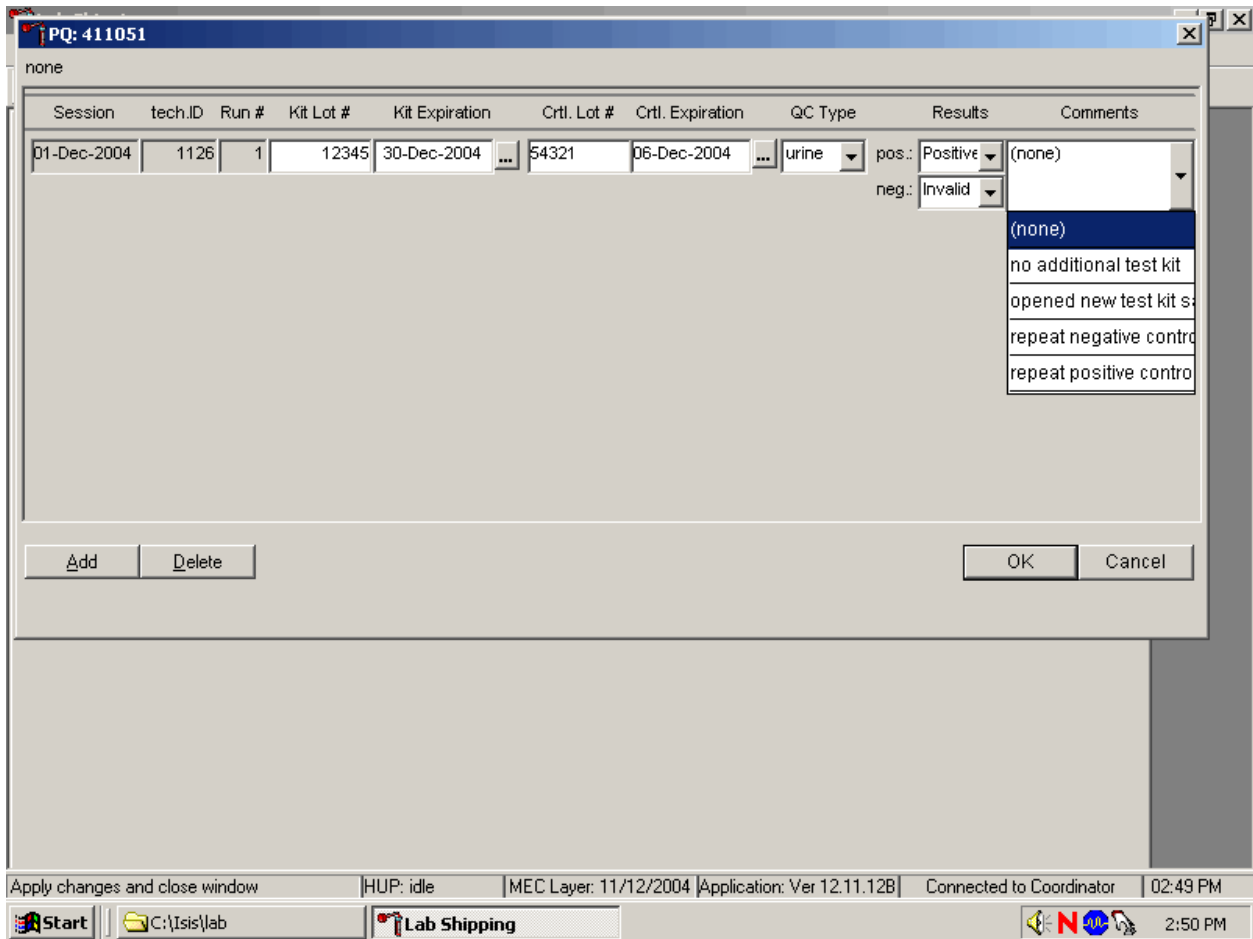 PQ: 411051
none
Session tech.ID Run # Kit Lot # Kit Expiration Crtl. Lot # Crtl. Expiration QC Type Results Comments
01-Dec-2004 1126 1 12345 30-Dec-2004 ... 54321 06-Dec-2004 ... urine pos.: Positive (none)
neg.: Invalid
(none)
no additional test kit
opened new test kit
repeat negative
repeat positive
Add Delete OK Cancel
Apply changes and close window HUP: idle MEC Layer: 11/12/2004 Application: Ver 12.11.12B Connected to Coordinator 02:49 PM
Start C:\Isis\lab Lab Shipping N 2:50 PM